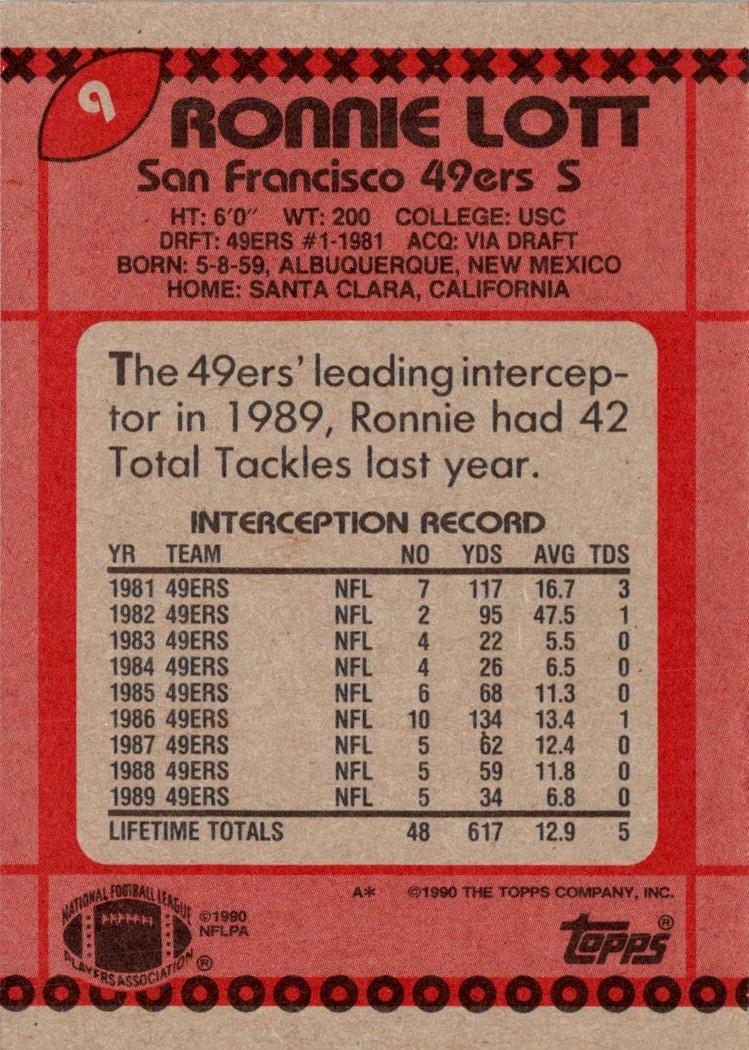 9
RONNIE LOTT
San Francisco 49ers S
HT: 6'0" WT: 200 COLLEGE: USC
DRFT: 49ERS #1-1981 ACQ: VIA DRAFT
BORN: 5-8-59, ALBUQUERQUE, NEW MEXICO
HOME: SANTA CLARA, CALIFORNIA
The 49ers' leading intercep-
tor in 1989, Ronnie had 42
Total Tackles last year.
INTERCEPTION RECORD
YR TEAM NO YDS AVG TDS
1981 49ERS NFL 7 117 16.7 3
1982 49ERS NFL 2 95 47.5 1
1983 49ERS NFL 4 22 5.5 0
1984 49ERS NFL 4 26 6.5 0
1985 49ERS NFL 6 68 11.3 0
1986 49ERS NFL 10 134 13.4 1
1987 49ERS NFL 5 62 12.4 0
1988 49ERS NFL 5 59 11.8 0
1989 49ERS NFL 5 34 6.8 0
LIFETIME TOTALS 48 617 12.9 5
A* ©1990 THE TOPPS COMPANY, INC.
NATIONAL FOOTBALL LEAGUE
PLAYERS ASSOCIATION ®
©1990
NFLPA
topps ®